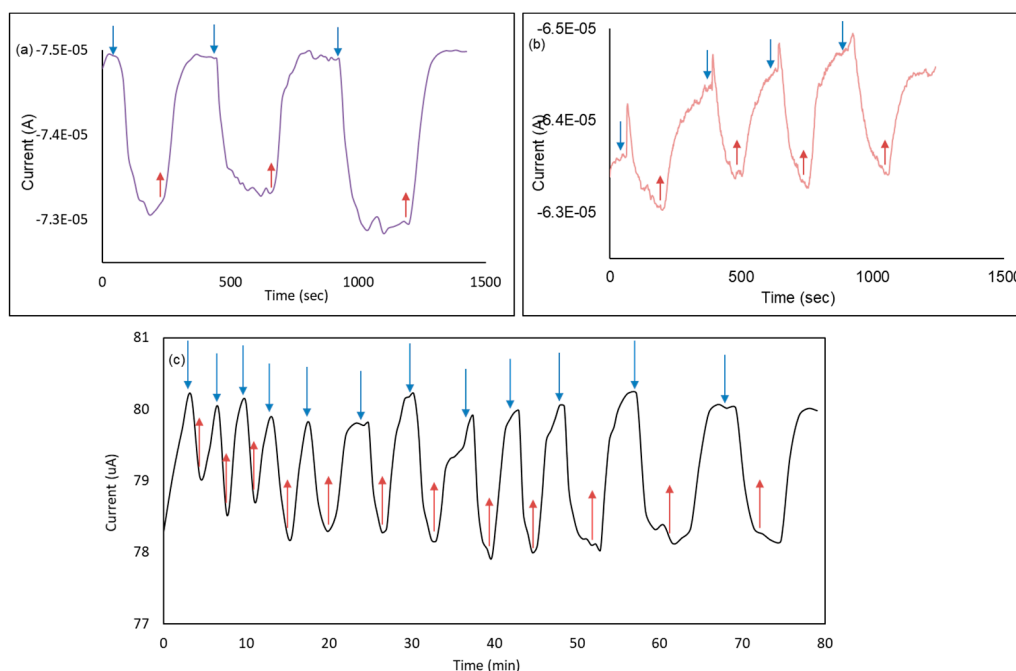 (a)
-7.5E-05
-7.4E-05
-7.3E-05
Current (A)
0
500
1000
1500
Time (sec)
(b)
-6.5E-05
-6.4E-05
-6.3E-05
Current (A)
0
500
1000
1500
Time (sec)
(c)
81
80
79
78
77
Current (uA)
0
10
20
30
40
50
60
70
80
Time (min)